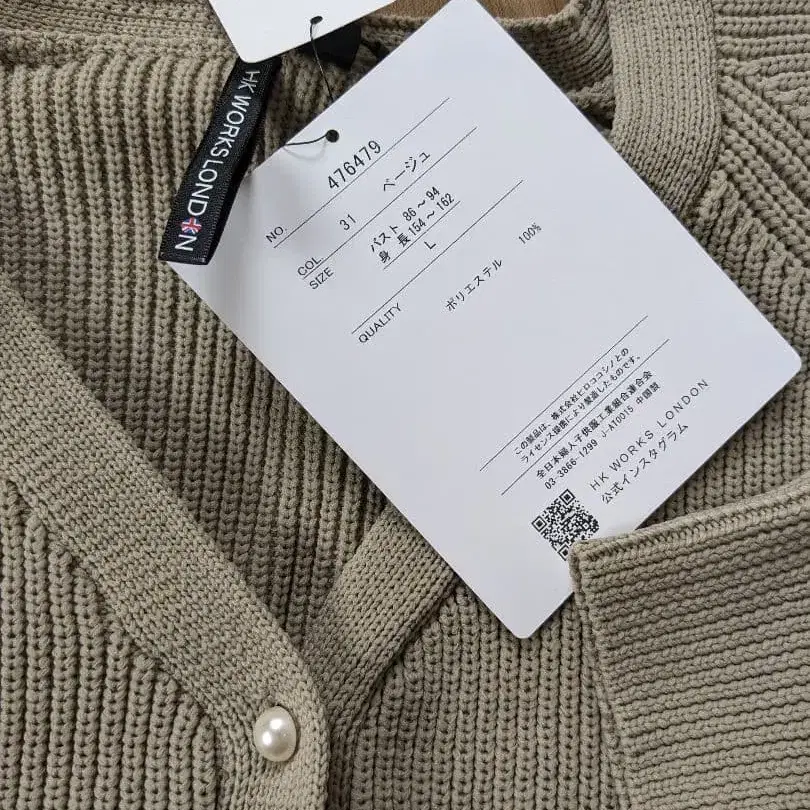 HK WORKS LONDON
NO. 476479
COL 31 ベージュ
SIZE バスト 86～94
身長 154～162
L
QUALITY ポリエステル 100%
この製品は、株式会社ヒロココシノとの
ライセンス提携により製造したものです。
全日本婦人子供服工業組合連合会
03-3866-1299 J-AT0015 中国製
HK WORKS LONDON
公式インスタグラム